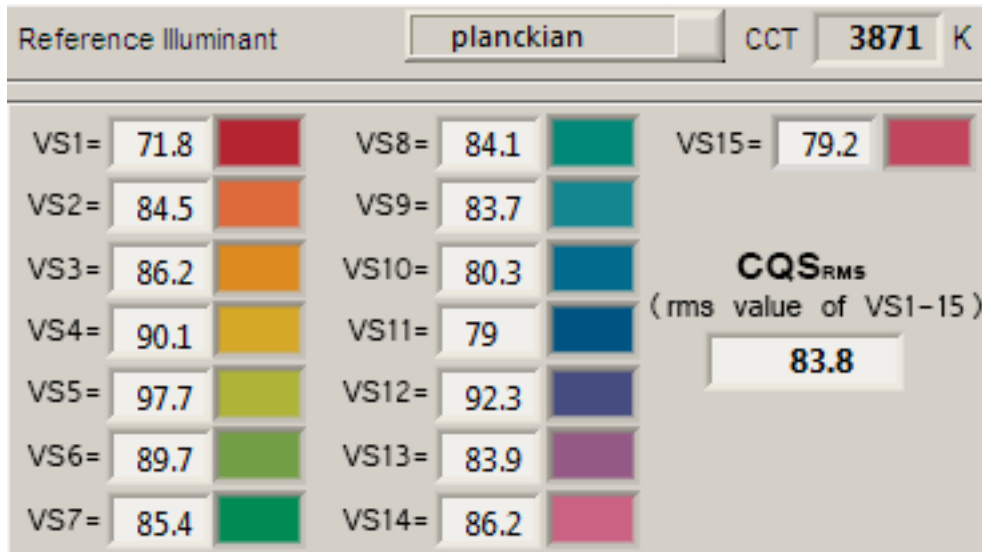 Reference Illuminant planckian CCT 3871 K
VS1= 71.8 VS8= 84.1 VS15= 79.2
VS2= 84.5 VS9= 83.7
VS3= 86.2 VS10= 80.3 CQSRMS
VS4= 90.1 VS11= 79 (rms value of VS1-15)
VS5= 97.7 VS12= 92.3 83.8
VS6= 89.7 VS13= 83.9
VS7= 85.4 VS14= 86.2